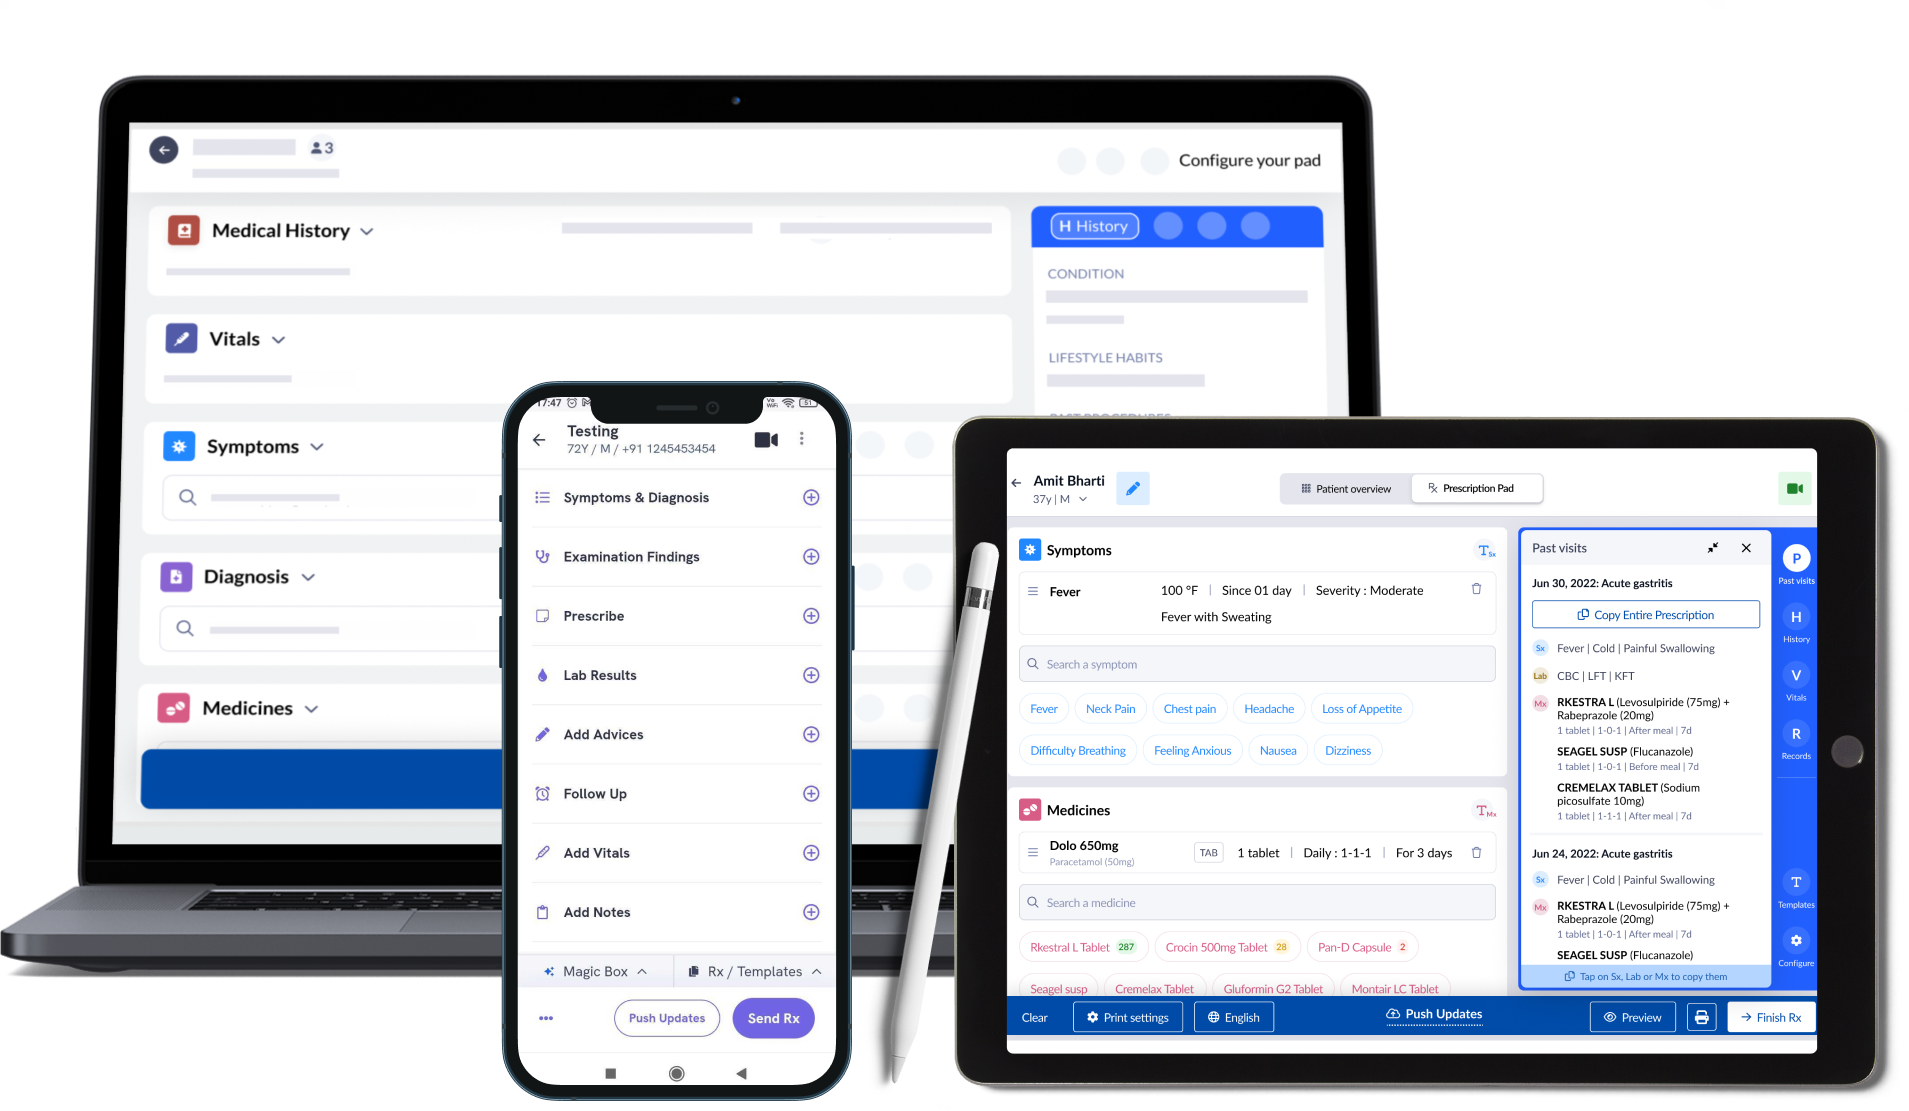 3
Configure your pad
Medical History
H History
CONDITION
LIFESTYLE HABITS
Vitals
Symptoms
Diagnosis
Medicines
17:47
Vo
WiFi
51
Testing
72Y / M / +91 1245453454
Symptoms & Diagnosis
Examination Findings
Prescribe
Lab Results
Add Advices
Follow Up
Add Vitals
Add Notes
Magic Box
Rx / Templates
Push Updates
Send Rx
Amit Bharti
37y | M
Patient overview
Prescription Pad
Symptoms
TSx
Fever
100 °F | Since 01 day | Severity : Moderate
Fever with Sweating
Search a symptom
Fever Neck Pain Chest pain Headache Loss of Appetite
Difficulty Breathing Feeling Anxious Nausea Dizziness
Medicines
TMx
Dolo 650mg
Paracetamol (50mg)
TAB 1 tablet | Daily : 1-1-1 | For 3 days
Search a medicine
Rkestral L Tablet 287 Crocin 500mg Tablet 28 Pan-D Capsule 2
Seagel susp Cremelax Tablet Gluformin G2 Tablet Montair LC Tablet
Past visits
Jun 30, 2022: Acute gastritis
Copy Entire Prescription
Sx Fever | Cold | Painful Swallowing
Lab CBC | LFT | KFT
Mx RKESTRA L (Levosulpiride (75mg) +
Rabeprazole (20mg)
1 tablet | 1-0-1 | After meal | 7d
SEAGEL SUSP (Flucanazole)
1 tablet | 1-0-1 | Before meal | 7d
CREMELAX TABLET (Sodium
picosulfate 10mg)
1 tablet | 1-1-1 | After meal | 7d
Jun 24, 2022: Acute gastritis
Sx Fever | Cold | Painful Swallowing
Mx RKESTRA L (Levosulpiride (75mg) +
Rabeprazole (20mg)
1 tablet | 1-0-1 | After meal | 7d
SEAGEL SUSP (Flucanazole)
Tap on Sx, Lab or Mx to copy them
P
Past visits
H
History
V
Vitals
R
Records
T
Templates
Configure
Clear
Print settings
English
Push Updates
Preview
Finish Rx